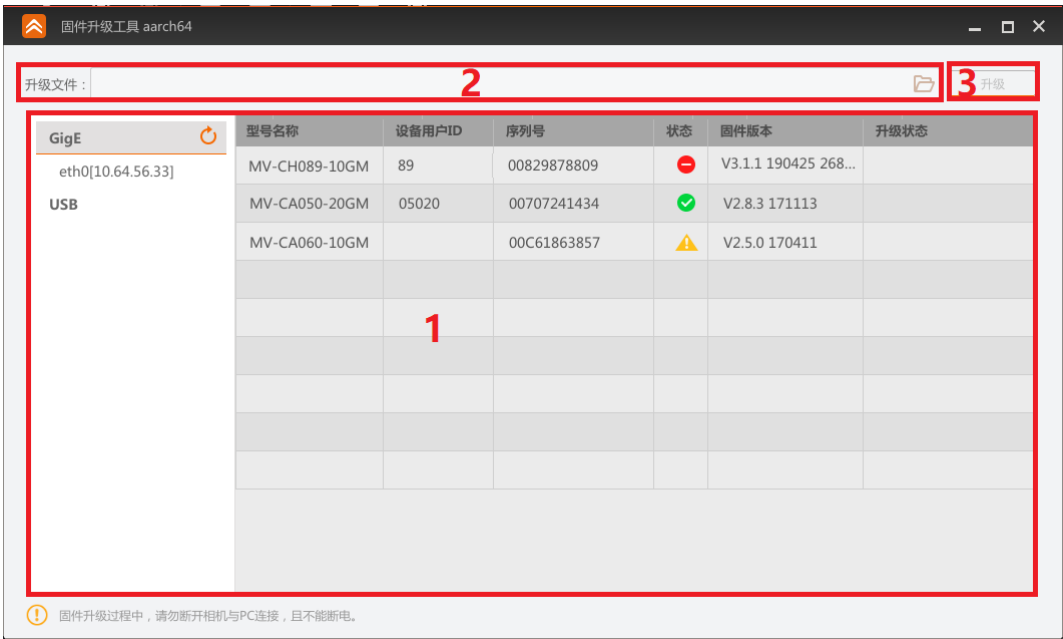 固件升级工具 aarch64
升级文件： 2 3 升级
GigE 型号名称 设备用户ID 序列号 状态 固件版本 升级状态
eth0[10.64.56.33] MV-CH089-10GM 89 00829878809 V3.1.1 190425 268...
USB MV-CA050-20GM 05020 00707241434 V2.8.3 171113
MV-CA060-10GM 00C61863857 V2.5.0 170411
1
固件升级过程中，请勿断开相机与PC连接，且不能断电。